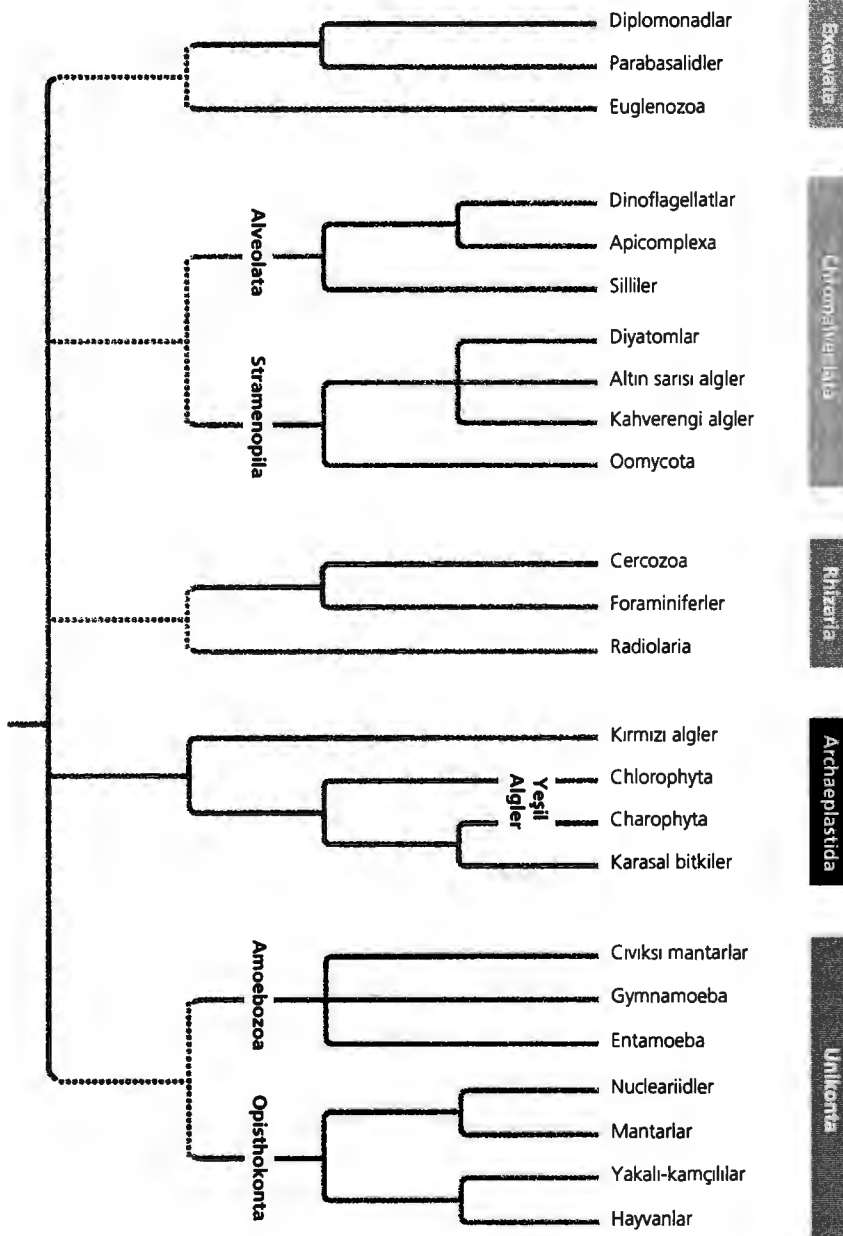 Diplomonadlar
Parabasalidler
Euglenozoa
Excavata
Alveolata
Dinoflagellatlar
Apicomplexa
Silliler
Stramenopila
Diyatomlar
Altın sarısı algler
Kahverengi algler
Oomycota
Chromalveolata
Cercozoa
Foraminiferler
Radiolaria
Rhizaria
Kırmızı algler
Yeşil
Algler
Chlorophyta
Charophyta
Karasal bitkiler
Archaeplastida
Amoebozoa
Cıvıksı mantarlar
Gymnamoeba
Entamoeba
Opisthokonta
Nucleariidler
Mantarlar
Yakalı-kamçılılar
Hayvanlar
Unikonta